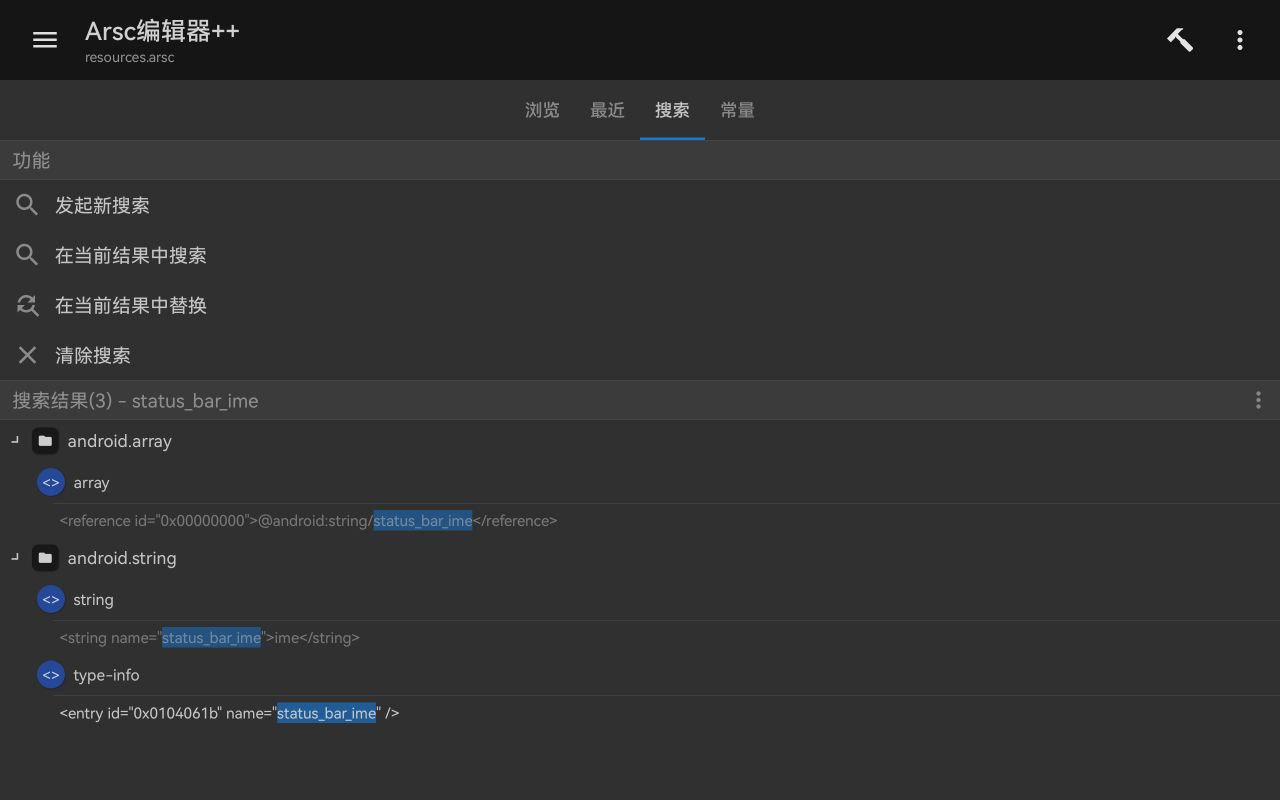 Arsc编辑器++
resources.arsc
浏览 最近 搜索 常量
功能
发起新搜索
在当前结果中搜索
在当前结果中替换
清除搜索
搜索结果(3) - status_bar_ime
android.array
<> array
<reference id="0x00000000">@android:string/status_bar_ime</reference>
android.string
<> string
<string name="status_bar_ime">ime</string>
<> type-info
<entry id="0x0104061b" name="status_bar_ime" />